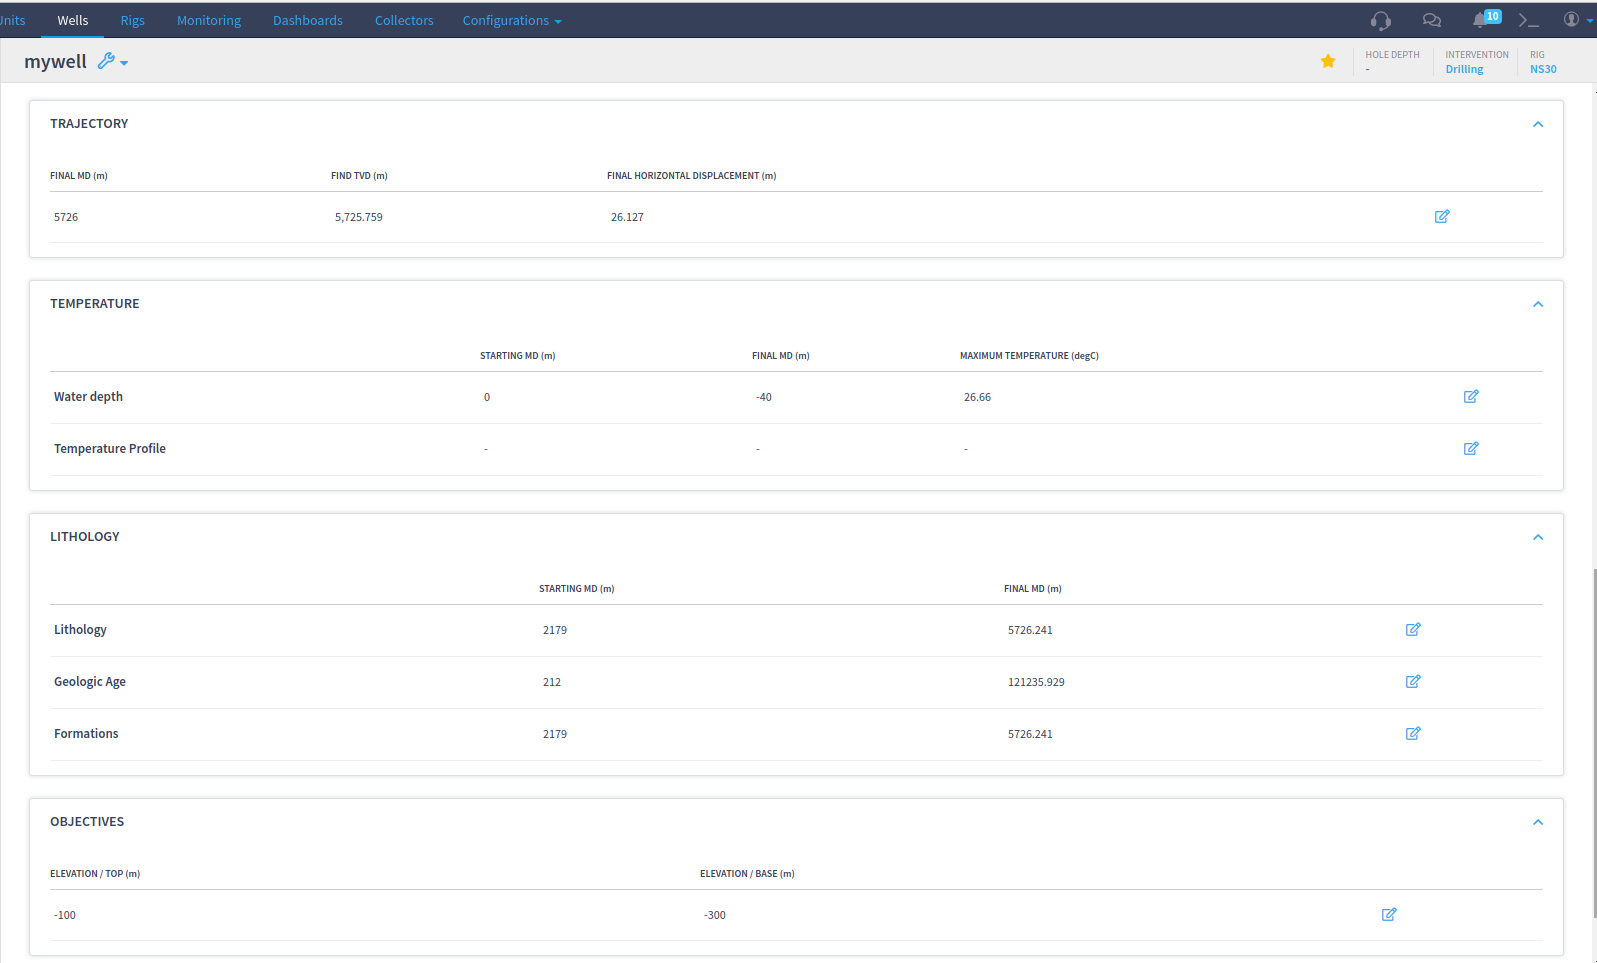 Units Wells Rigs Monitoring Dashboards Collectors Configurations 10
mywell HOLE DEPTH - INTERVENTION Drilling RIG NS30
TRAJECTORY
FINAL MD (m) FIND TVD (m) FINAL HORIZONTAL DISPLACEMENT (m)
5726 5,725.759 26.127
TEMPERATURE
STARTING MD (m) FINAL MD (m) MAXIMUM TEMPERATURE (degC)
Water depth 0 -40 26.66
Temperature Profile - - -
LITHOLOGY
STARTING MD (m) FINAL MD (m)
Lithology 2179 5726.241
Geologic Age 212 121235.929
Formations 2179 5726.241
OBJECTIVES
ELEVATION / TOP (m) ELEVATION / BASE (m)
-100 -300